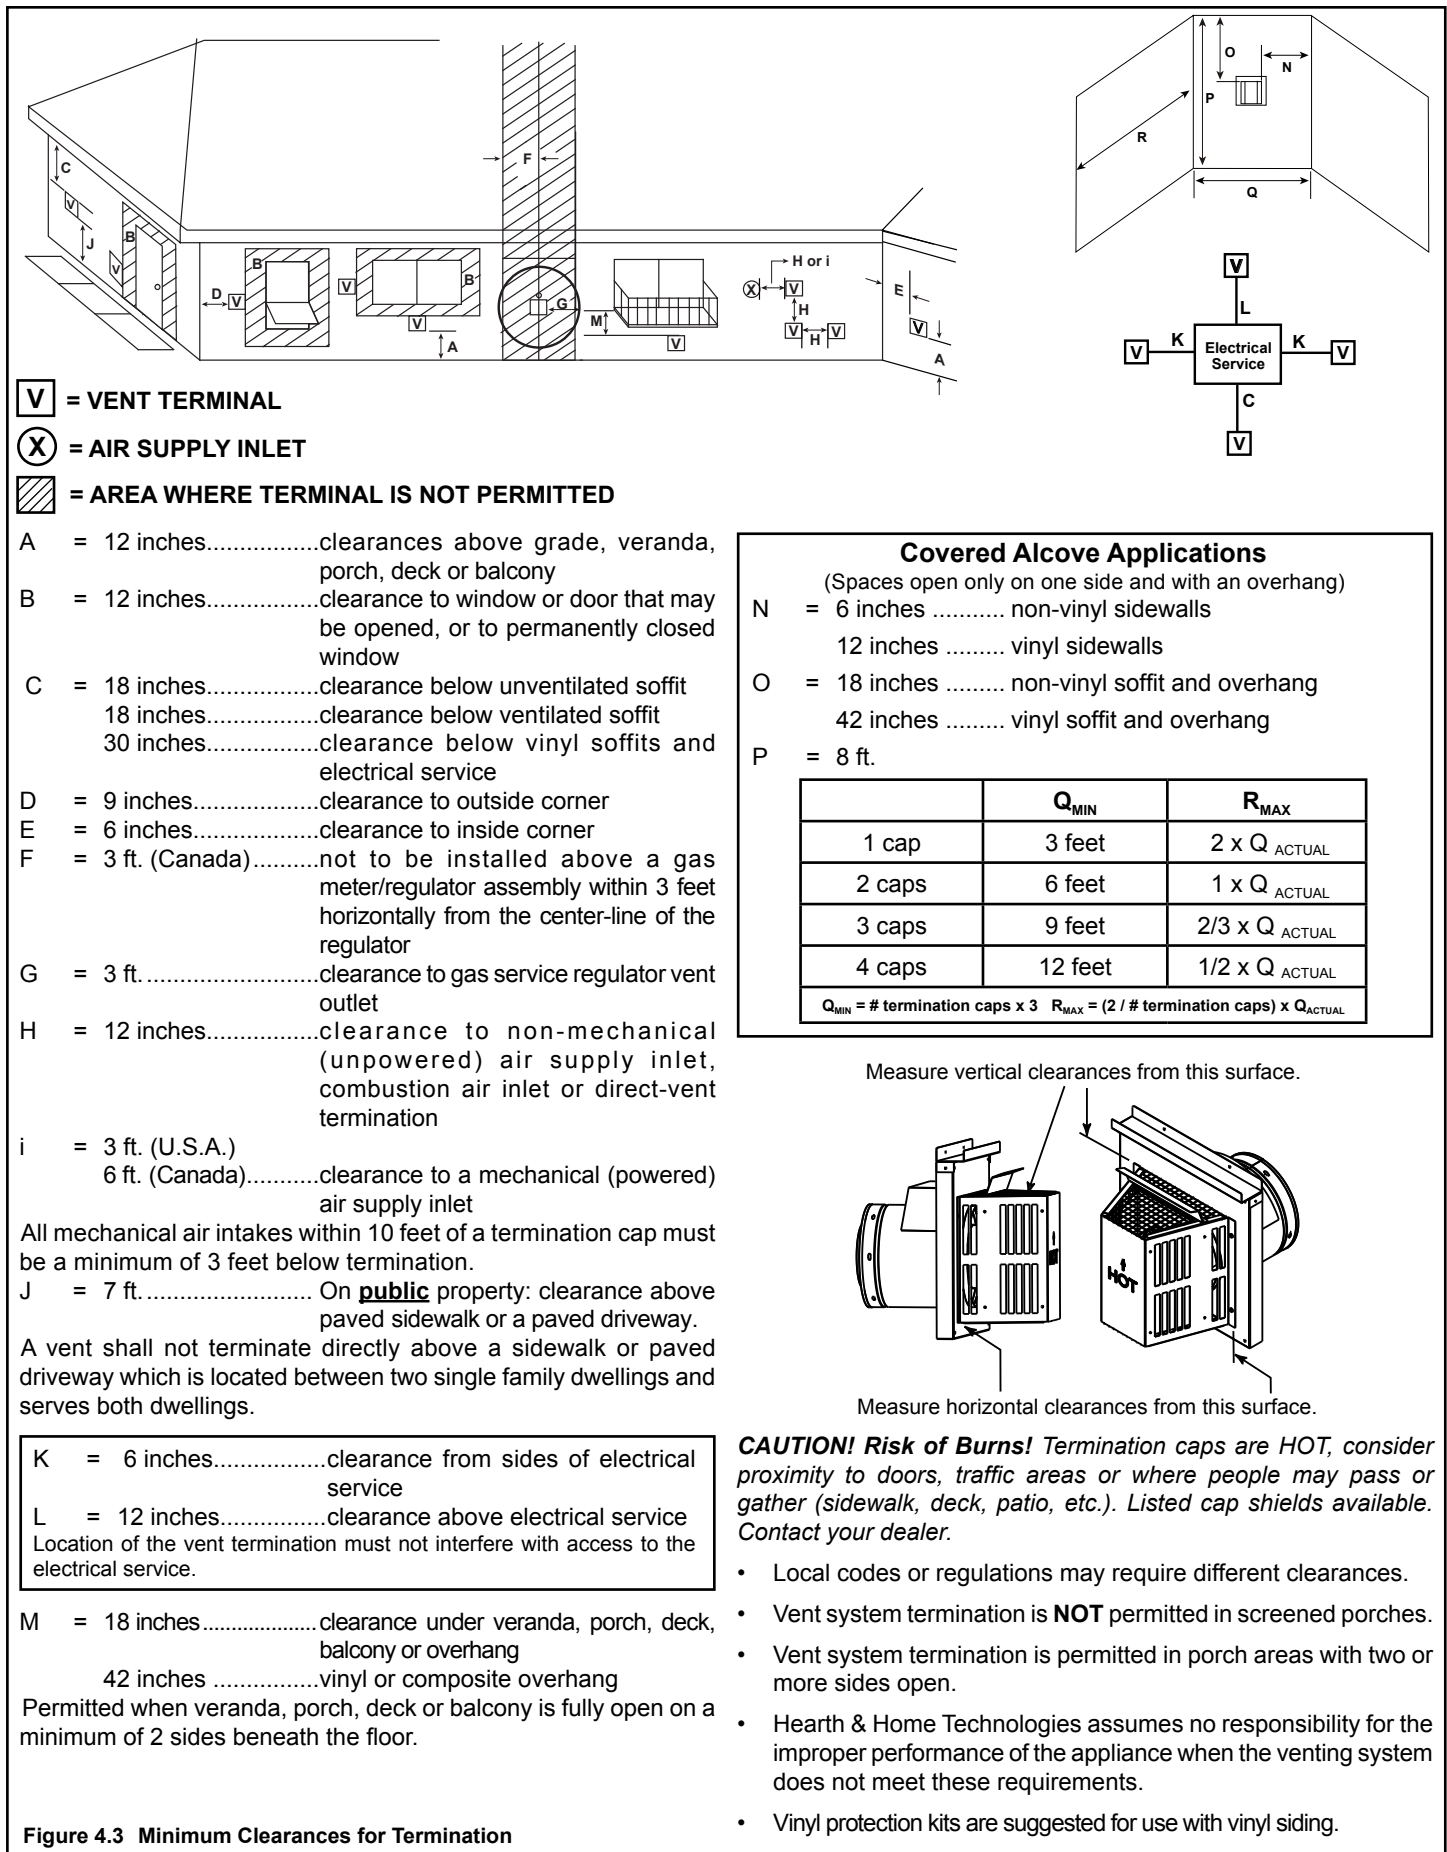 C
V
J
B
V
D
V
B
V
B
V
A
F
G
M
V
H or i
X
V
H
V
V
H
E
V
A
O
N
P
R
Q
V
L
V
K
Electrical
Service
K
V
C
V
V = VENT TERMINAL
X = AIR SUPPLY INLET
= AREA WHERE TERMINAL IS NOT PERMITTED
A = 12 inches.................clearances above grade, veranda,
porch, deck or balcony
B = 12 inches.................clearance to window or door that may
be opened, or to permanently closed
window
C = 18 inches.................clearance below unventilated soffit
18 inches.................clearance below ventilated soffit
30 inches.................clearance below vinyl soffits and
electrical service
D = 9 inches...................clearance to outside corner
E = 6 inches...................clearance to inside corner
F = 3 ft. (Canada)..........not to be installed above a gas
meter/regulator assembly within 3 feet
horizontally from the center-line of the
regulator
G = 3 ft. ..........................clearance to gas service regulator vent
outlet
H = 12 inches.................clearance to non-mechanical
(unpowered) air supply inlet,
combustion air inlet or direct-vent
termination
i = 3 ft. (U.S.A.)
6 ft. (Canada)...........clearance to a mechanical (powered)
air supply inlet
All mechanical air intakes within 10 feet of a termination cap must
be a minimum of 3 feet below termination.
J = 7 ft. ......................... On public property: clearance above
paved sidewalk or a paved driveway.
A vent shall not terminate directly above a sidewalk or paved
driveway which is located between two single family dwellings and
serves both dwellings.
K = 6 inches.................clearance from sides of electrical
service
L = 12 inches................clearance above electrical service
Location of the vent termination must not interfere with access to the
electrical service.
M = 18 inches.....................clearance under veranda, porch, deck,
balcony or overhang
42 inches ................vinyl or composite overhang
Permitted when veranda, porch, deck or balcony is fully open on a
minimum of 2 sides beneath the floor.
Figure 4.3 Minimum Clearances for Termination
Covered Alcove Applications
(Spaces open only on one side and with an overhang)
N = 6 inches ........... non-vinyl sidewalls
12 inches ......... vinyl sidewalls
O = 18 inches ......... non-vinyl soffit and overhang
42 inches ......... vinyl soffit and overhang
P = 8 ft.
QMIN RMAX
1 cap 3 feet 2 x Q ACTUAL
2 caps 6 feet 1 x Q ACTUAL
3 caps 9 feet 2/3 x Q ACTUAL
4 caps 12 feet 1/2 x Q ACTUAL
QMIN = # termination caps x 3 RMAX = (2 / # termination caps) x QACTUAL
Measure vertical clearances from this surface.
HOT
Measure horizontal clearances from this surface.
CAUTION! Risk of Burns! Termination caps are HOT, consider
proximity to doors, traffic areas or where people may pass or
gather (sidewalk, deck, patio, etc.). Listed cap shields available.
Contact your dealer.
• Local codes or regulations may require different clearances.
• Vent system termination is NOT permitted in screened porches.
• Vent system termination is permitted in porch areas with two or
more sides open.
• Hearth & Home Technologies assumes no responsibility for the
improper performance of the appliance when the venting system
does not meet these requirements.
• Vinyl protection kits are suggested for use with vinyl siding.